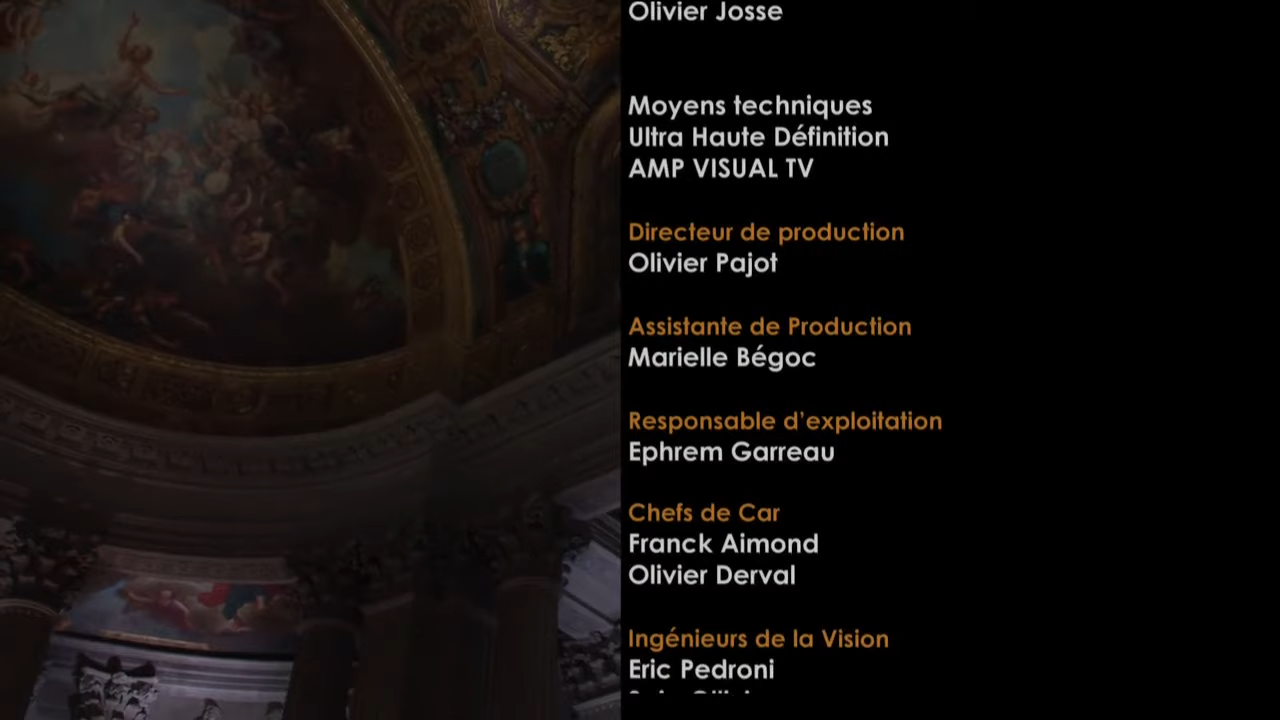 Olivier Josse
Moyens techniques
Ultra Haute Définition
AMP VISUAL TV
Directeur de production
Olivier Pajot
Assistante de Production
Marielle Bégoc
Responsable d'exploitation
Ephrem Garreau
Chefs de Car
Franck Aimond
Olivier Derval
Ingénieurs de la Vision
Eric Pedroni